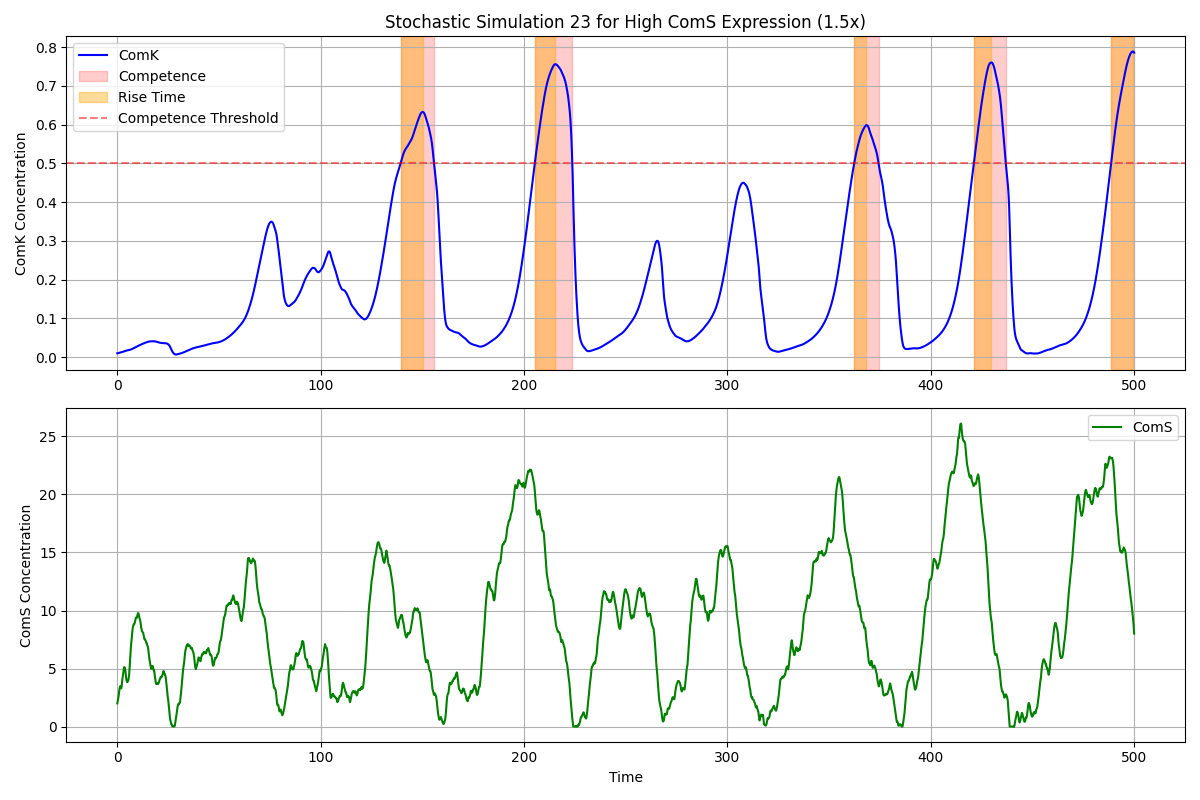 Stochastic Simulation 23 for High ComS Expression (1.5x)
ComK Concentration
0.8
0.7
0.6
0.5
0.4
0.3
0.2
0.1
0.0
ComK
Competence
Rise Time
Competence Threshold
0 100 200 300 400 500
ComS Concentration
25
20
15
10
5
0
ComS
0 100 200 300 400 500
Time